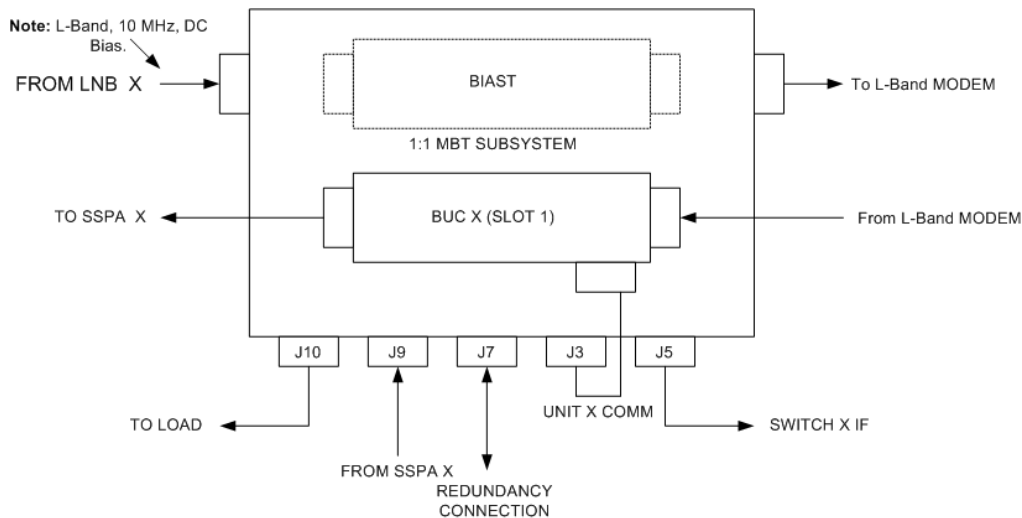 Note: L-Band, 10 MHz, DC
Bias.
FROM LNB X
BIAST
To L-Band MODEM
1:1 MBT SUBSYSTEM
TO SSPA X
BUC X (SLOT 1)
From L-Band MODEM
J10
J9
J7
J3
J5
UNIT X COMM
TO LOAD
SWITCH X IF
FROM SSPA X
REDUNDANCY
CONNECTION